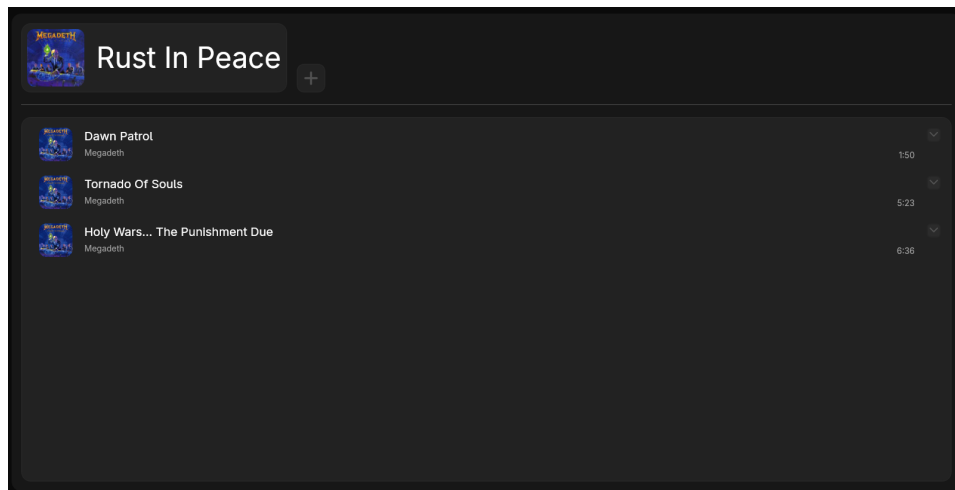 MEGADETH
Rust In Peace
Dawn Patrol
Megadeth
1:50
Tornado Of Souls
Megadeth
5:23
Holy Wars... The Punishment Due
Megadeth
6:36